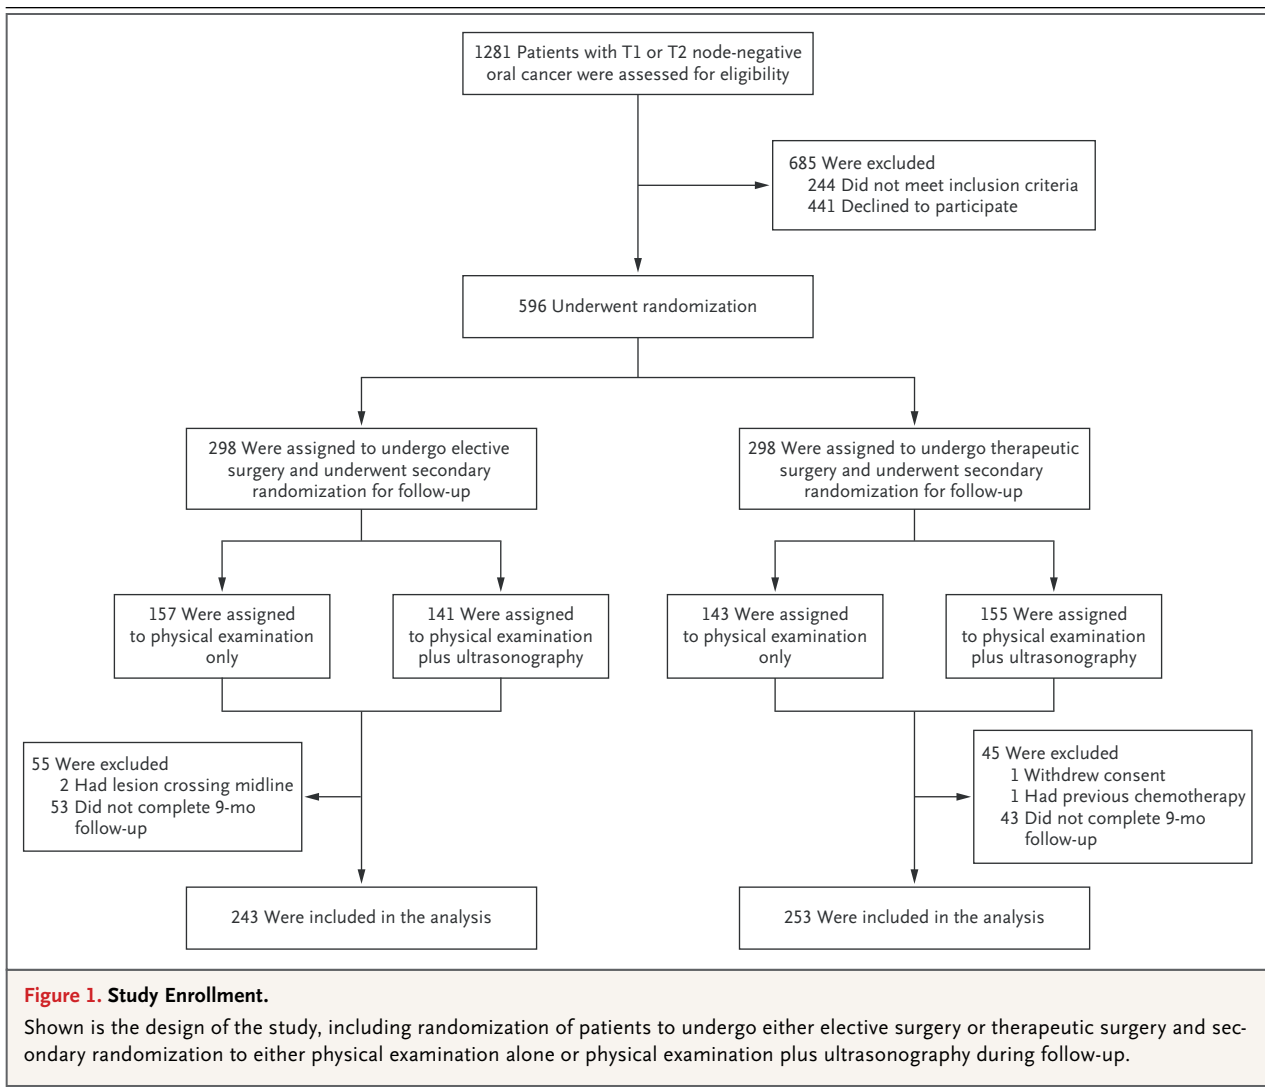 1281 Patients with T1 or T2 node-negative
oral cancer were assessed for eligibility
685 Were excluded
244 Did not meet inclusion criteria
441 Declined to participate
596 Underwent randomization
298 Were assigned to undergo elective
surgery and underwent secondary
randomization for follow-up
298 Were assigned to undergo therapeutic
surgery and underwent secondary
randomization for follow-up
157 Were assigned
to physical examination
only
141 Were assigned
to physical examination
plus ultrasonography
143 Were assigned
to physical examination
only
155 Were assigned
to physical examination
plus ultrasonography
55 Were excluded
2 Had lesion crossing midline
53 Did not complete 9-mo
follow-up
45 Were excluded
1 Withdrew consent
1 Had previous chemotherapy
43 Did not complete 9-mo
follow-up
243 Were included in the analysis
253 Were included in the analysis
Figure 1. Study Enrollment.
Shown is the design of the study, including randomization of patients to undergo either elective surgery or therapeutic surgery and sec-
ondary randomization to either physical examination alone or physical examination plus ultrasonography during follow-up.